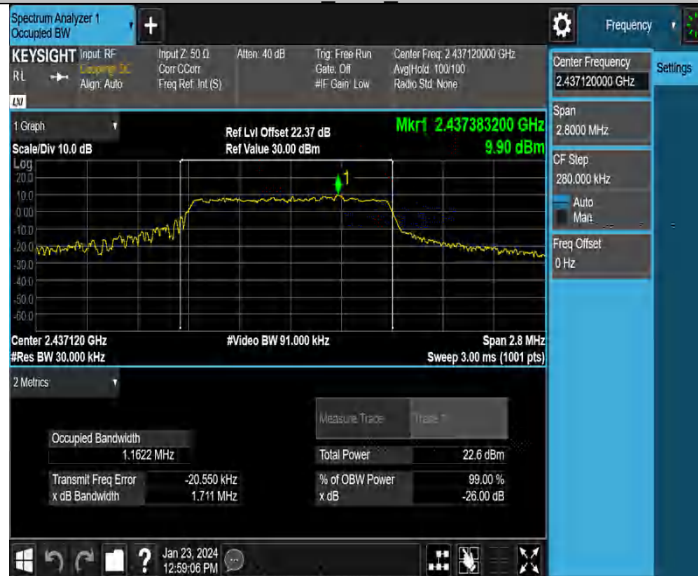 Spectrum Analyzer 1
Occupied BW
+
Frequency
KEYSIGHT Input: RF Input Z: 50 Ω Atten: 40 dB Trig: Free Run Center Freq: 2.437120000 GHz
RL Coupling: DC Corr CCorr Gate: Off Avg|Hold: 100/100
Align: Auto Freq Ref: Int (S) #IF Gain: Low Radio Std: None
LXI
Center Frequency
2.437120000 GHz
Settings
Span
2.8000 MHz
CF Step
280.000 kHz
Auto
Man
Freq Offset
0 Hz
1 Graph
Ref Lvl Offset 22.37 dB
Mkr1 2.437383200 GHz
Scale/Div 10.0 dB
Ref Value 30.00 dBm
9.90 dBm
Log
20.0
10.0
0.00
-10.0
-20.0
-30.0
-40.0
-50.0
-60.0
1
Center 2.437120 GHz
#Video BW 91.000 kHz
Span 2.8 MHz
#Res BW 30.000 kHz
Sweep 3.00 ms (1001 pts)
2 Metrics
Measure Trace Trace 1
Occupied Bandwidth
1.1622 MHz
Total Power 22.6 dBm
Transmit Freq Error -20.550 kHz
% of OBW Power 99.00 %
x dB Bandwidth 1.711 MHz
x dB -26.00 dB
?
Jan 23, 2024
12:59:06 PM